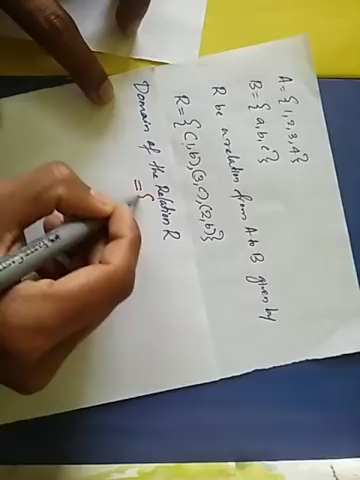 A = {1,2,3,4}
B = {a,b,c}
R be a relation from A to B given by
R = {(1,b),(3,c),(2,b)}
Domain of the Relation R
= {